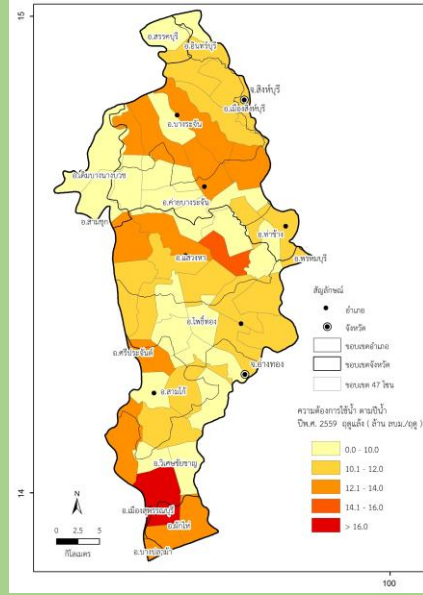 15
อ.สรรคบุรี
อ.อินทร์บุรี
จ.สิงห์บุรี
อ.เมืองสิงห์บุรี
อ.บางระจัน
อ.เดิมบางนางบวช
อ.ค่ายบางระจัน
อ.สามชุก
อ.ท่าช้าง
อ.แสวงหา
อ.พรหมบุรี
สัญลักษณ์
อำเภอ
จังหวัด
ขอบเขตอำเภอ
ขอบเขตจังหวัด
ขอบเขต 47 โซน
อ.โพธิ์ทอง
อ.ศรีประจันต์
จ.อ่างทอง
อ.สามโก้
ความต้องการใช้น้ำ ตามปีน้ำ
ปีพ.ศ. 2559 ฤดูแล้ง ( ล้าน ลบม./ฤดู )
0.0 - 10.0
10.1 - 12.0
12.1 - 14.0
14.1 - 16.0
> 16.0
อ.วิเศษชัยชาญ
14
N
อ.เมืองสุพรรณบุรี
0 2.5 5
กิโลเมตร
อ.ผักไห่
อ.บางปลาม้า
100